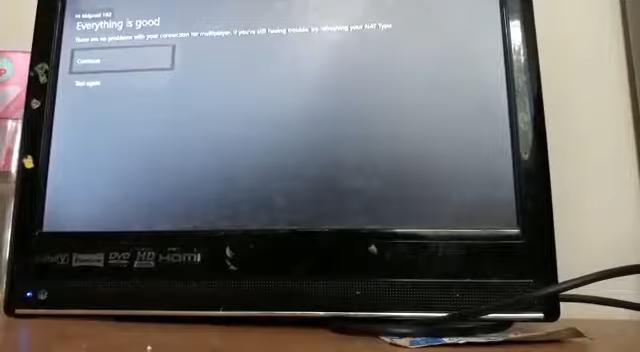 Everything is good
There are no problems with your connection for multiplayer. If you're still having trouble, try refreshing your NAT Type
Continue
Test again
DVD
HD
HDMI